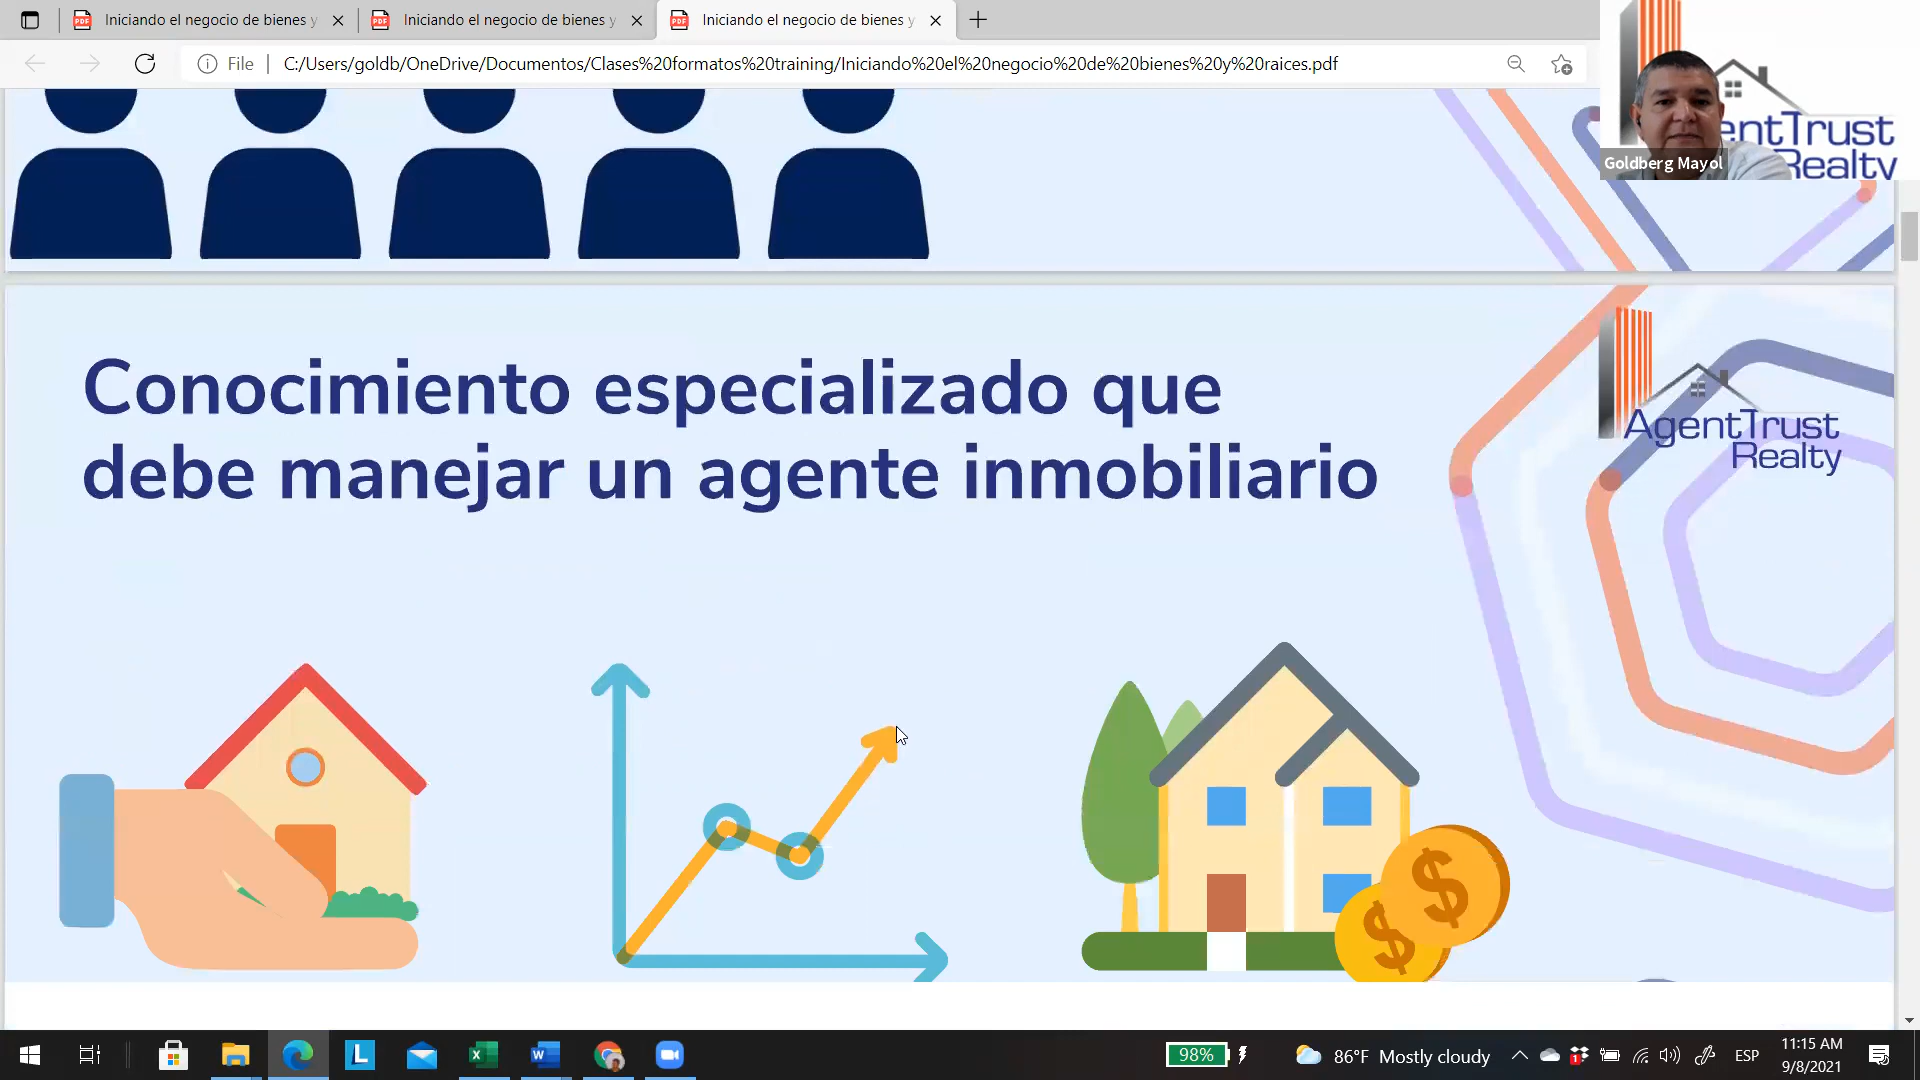 Iniciando el negocio de bienes y
Iniciando el negocio de bienes y
Iniciando el negocio de bienes y
File
C:/Users/goldb/OneDrive/Documentos/Clases%20formatos%20training/Iniciando%20el%20negocio%20de%20bienes%20y%20raices.pdf
entTrust
Realty
Goldberg Mayol
Conocimiento especializado que
debe manejar un agente inmobiliario
AgentTrust
Realty
$
$
98%
86°F Mostly cloudy
ESP
11:15 AM
9/8/2021